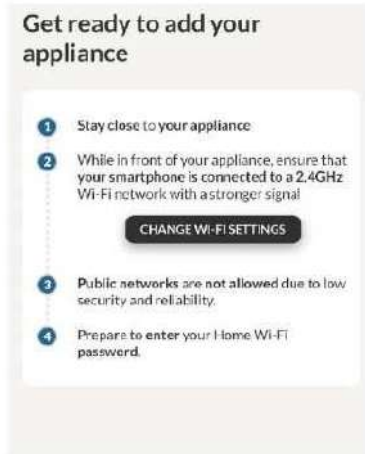 Get ready to add your
appliance
1 Stay close to your appliance
2 While in front of your appliance, ensure that
your smartphone is connected to a 2.4GHz
Wi-Fi network with a stronger signal
CHANGE WI-FI SETTINGS
3 Public networks are not allowed due to low
security and reliability.
4 Prepare to enter your Home Wi-Fi
password.